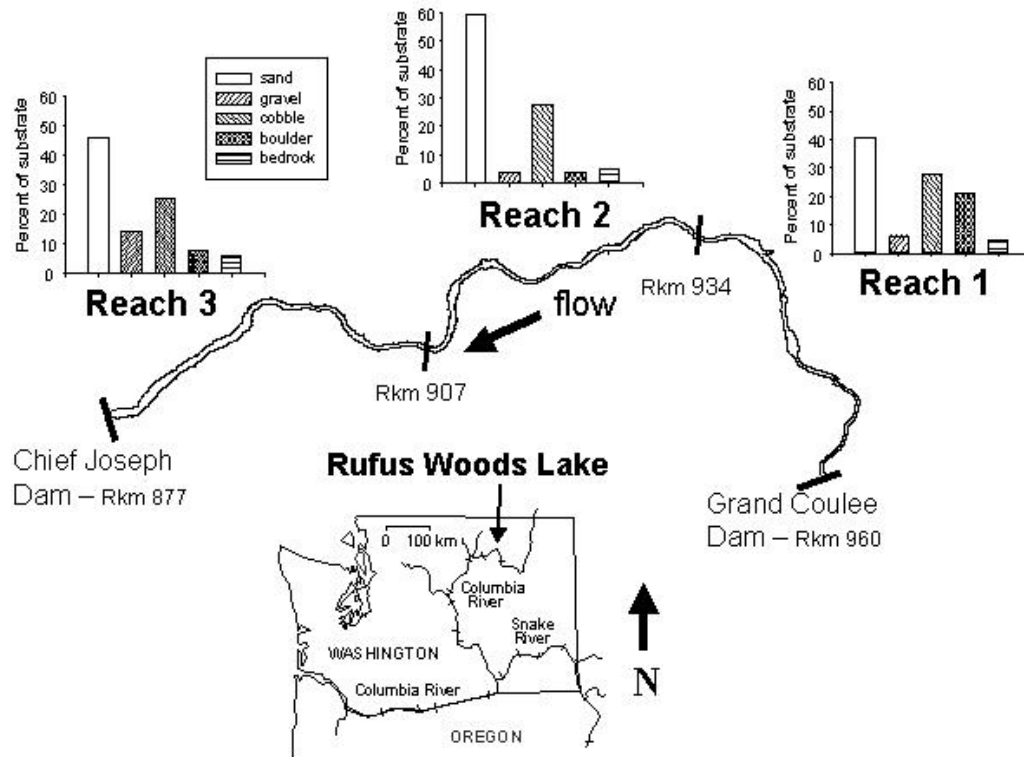 60
50
40
30
20
10
0
Percent of substrate
Reach 3
sand
gravel
cobble
boulder
bedrock
60
50
40
30
20
10
0
Percent of substrate
Reach 2
60
50
40
30
20
10
0
Percent of substrate
Reach 1
Rkm 934
flow
Rkm 907
Chief Joseph
Dam – Rkm 877
Grand Coulee
Dam – Rkm 960
Rufus Woods Lake
0 100 km
Columbia
River
Snake
River
WASHINGTON
Columbia River
OREGON
N